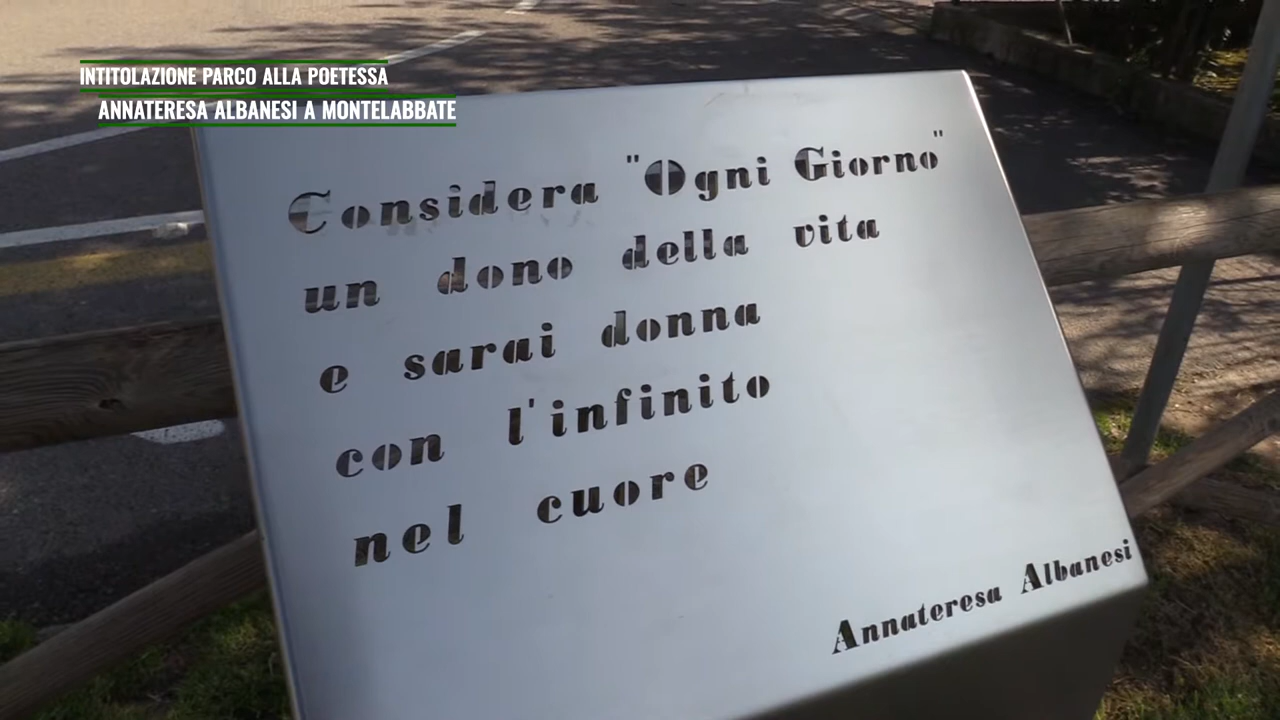 INTITOLAZIONE PARCO ALLA POETESSA
ANNATERESA ALBANESI A MONTELABBATE
Considera "Ogni Giorno"
un dono della vita
e sarai donna
con l'infinito
nel cuore
Annateresa Albanesi